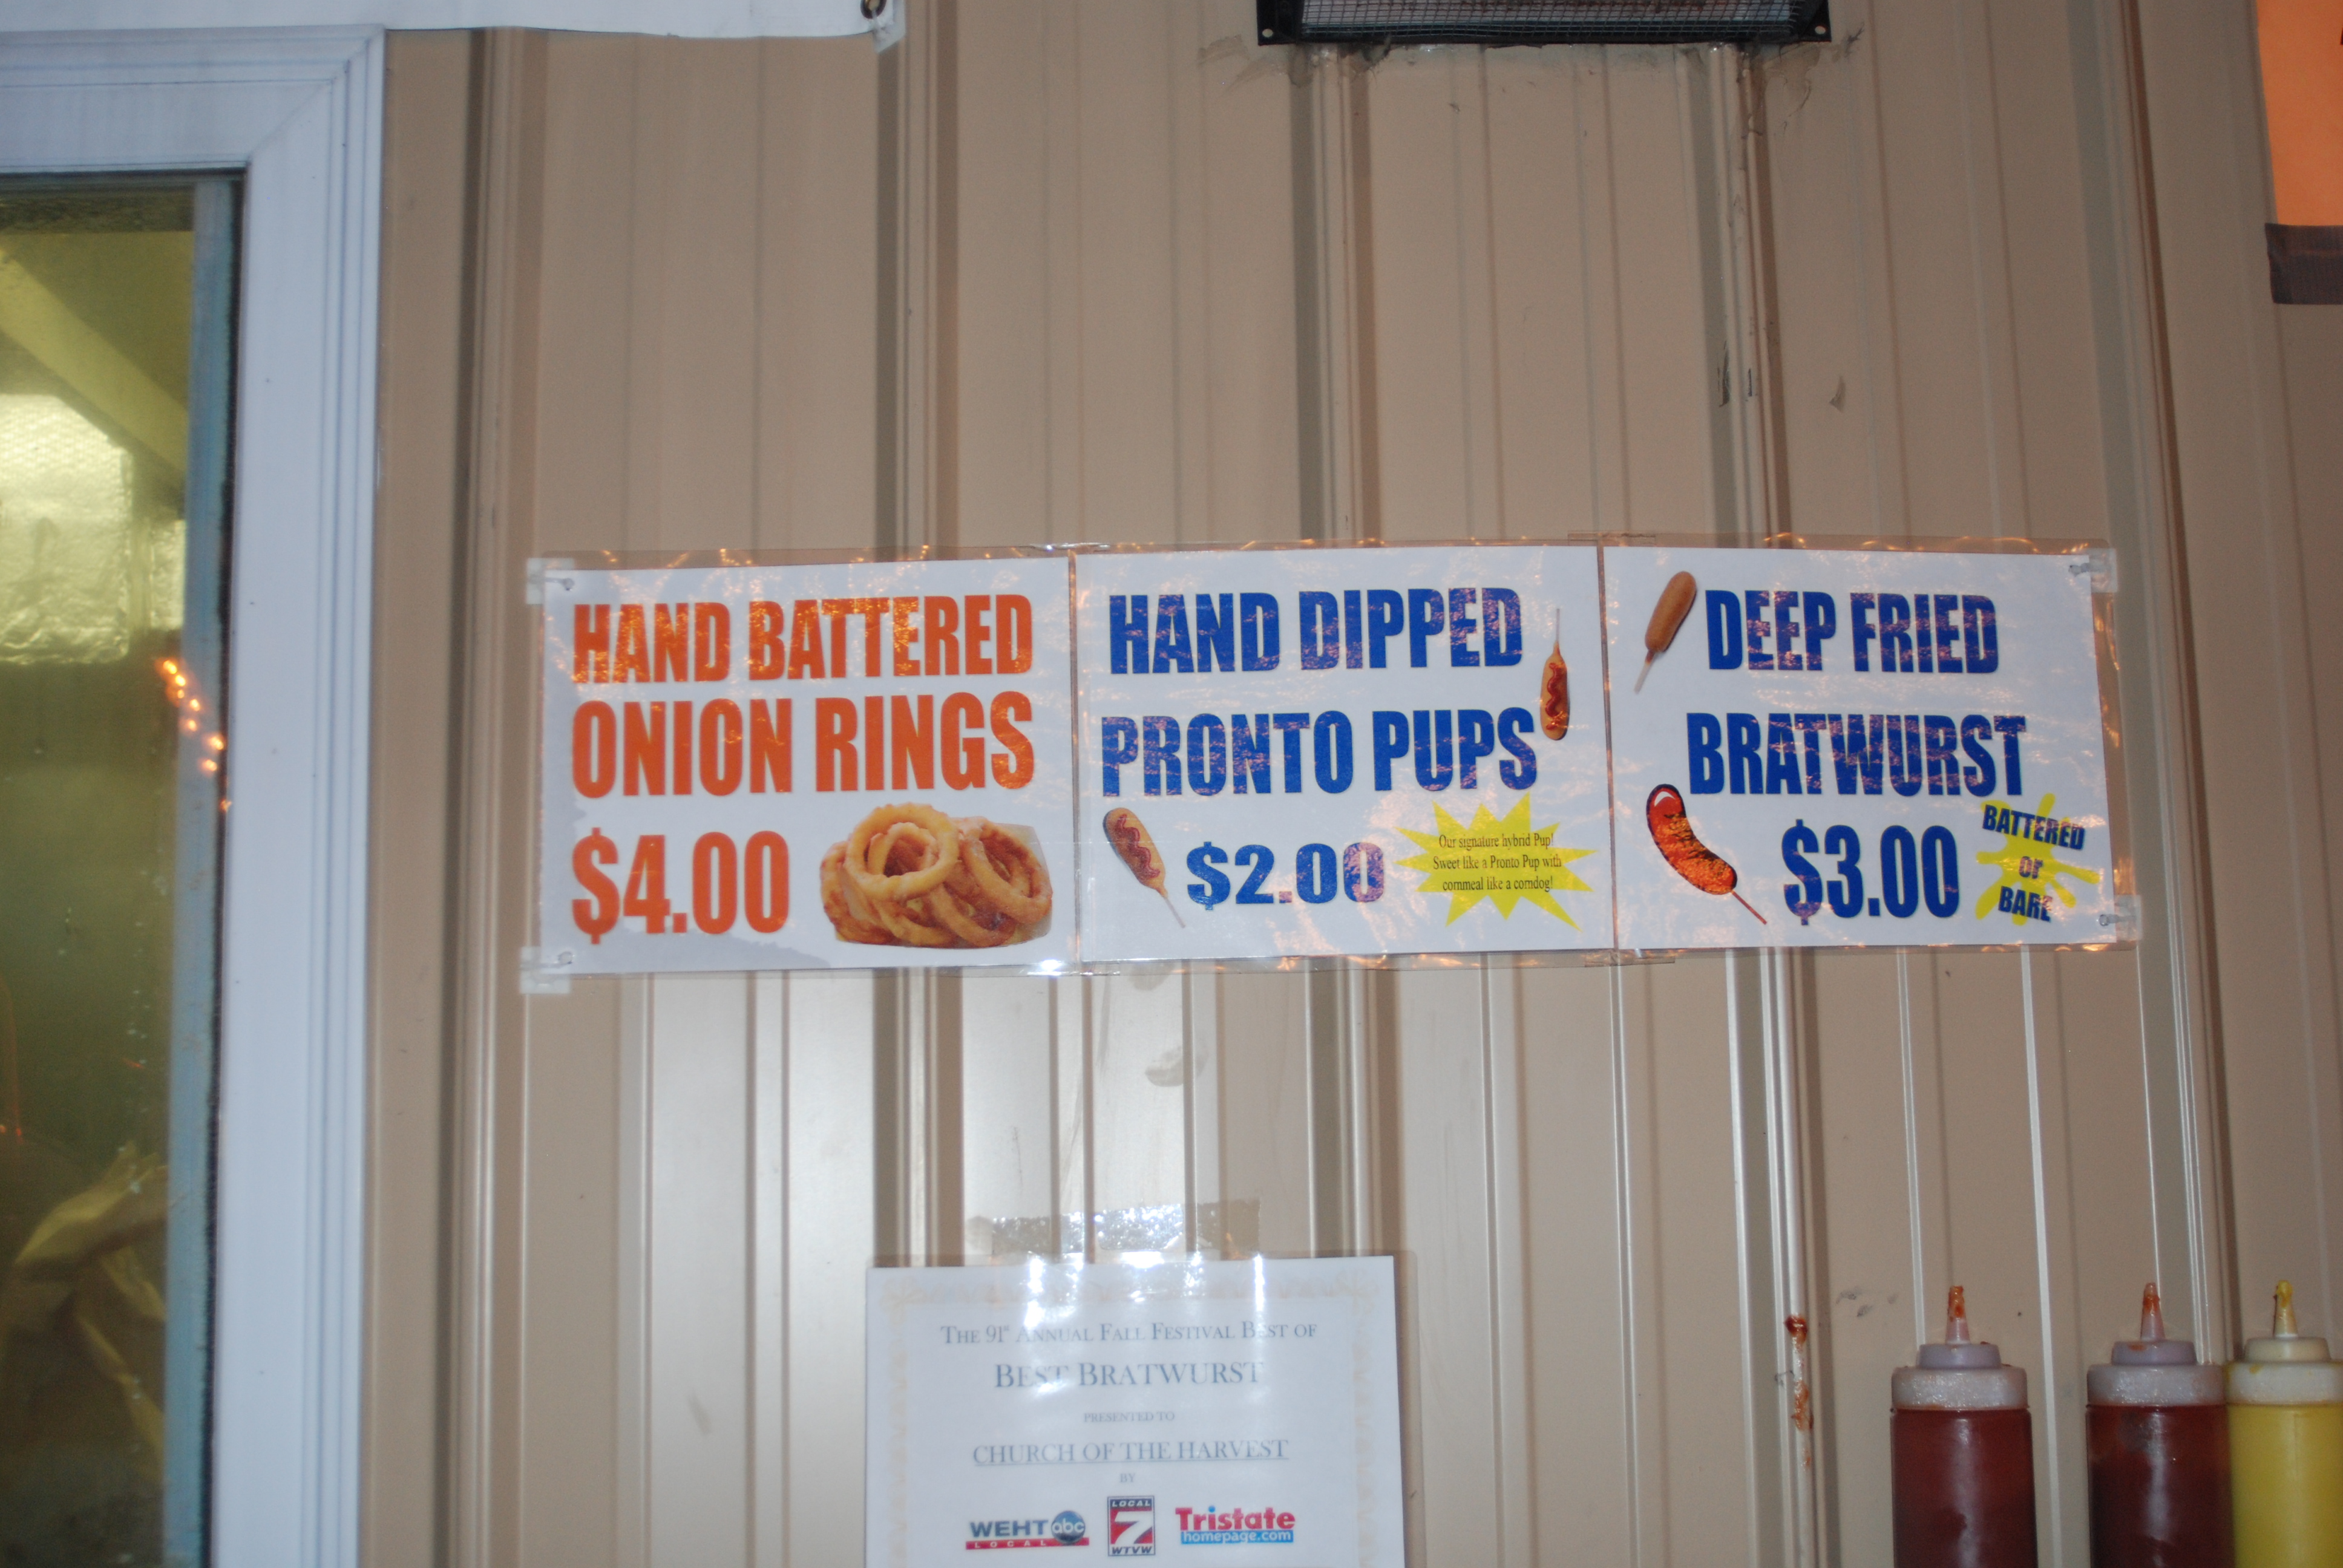 HAND BATTERED
ONION RINGS
$4.00
HAND DIPPED
PRONTO PUPS
$2.00
Our signature hybrid Pup!
Sweet like a Pronto Pup with
cornmeal like a corndog!
DEEP FRIED
BRATWURST
$3.00
BATTERED
or
BARE
THE 91st ANNUAL FALL FESTIVAL BEST OF
BEST BRATWURST
PRESENTED TO
CHURCH OF THE HARVEST
BY
WEHT abc
LOCAL
LOCAL
7
WTVW
Tristate
homepage.com